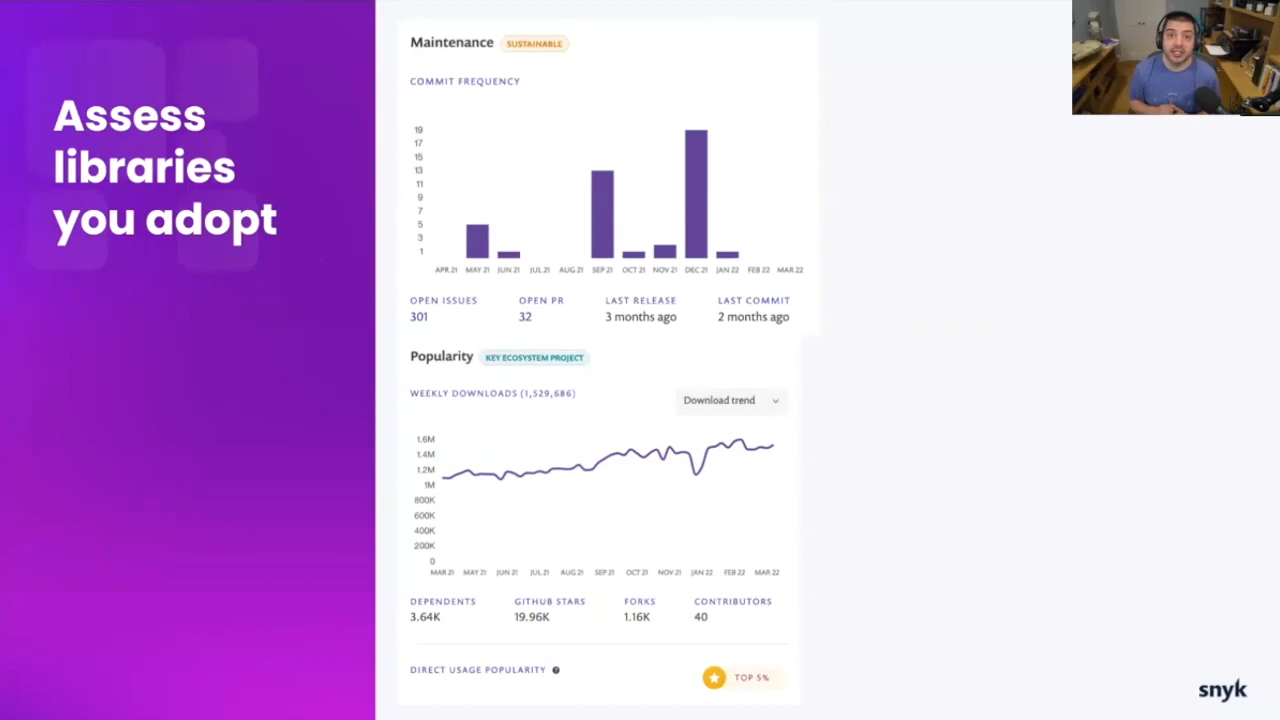 Assess
libraries
you adopt
Maintenance SUSTAINABLE
COMMIT FREQUENCY
19
17
15
13
11
9
7
5
3
1
APR 21 MAY 21 JUN 21 JUL 21 AUG 21 SEP 21 OCT 21 NOV 21 DEC 21 JAN 22 FEB 22 MAR 22
OPEN ISSUES OPEN PR LAST RELEASE LAST COMMIT
301 32 3 months ago 2 months ago
Popularity KEY ECOSYSTEM PROJECT
WEEKLY DOWNLOADS (1,529,686)
Download trend
1.6M
1.4M
1.2M
1M
800K
600K
400K
200K
0
MAR 21 MAY 21 JUN 21 JUL 21 AUG 21 SEP 21 OCT 21 NOV 21 JAN 22 FEB 22 MAR 22
DEPENDENTS GITHUB STARS FORKS CONTRIBUTORS
3.64K 19.96K 1.16K 40
DIRECT USAGE POPULARITY ?
TOP 5%
snyk